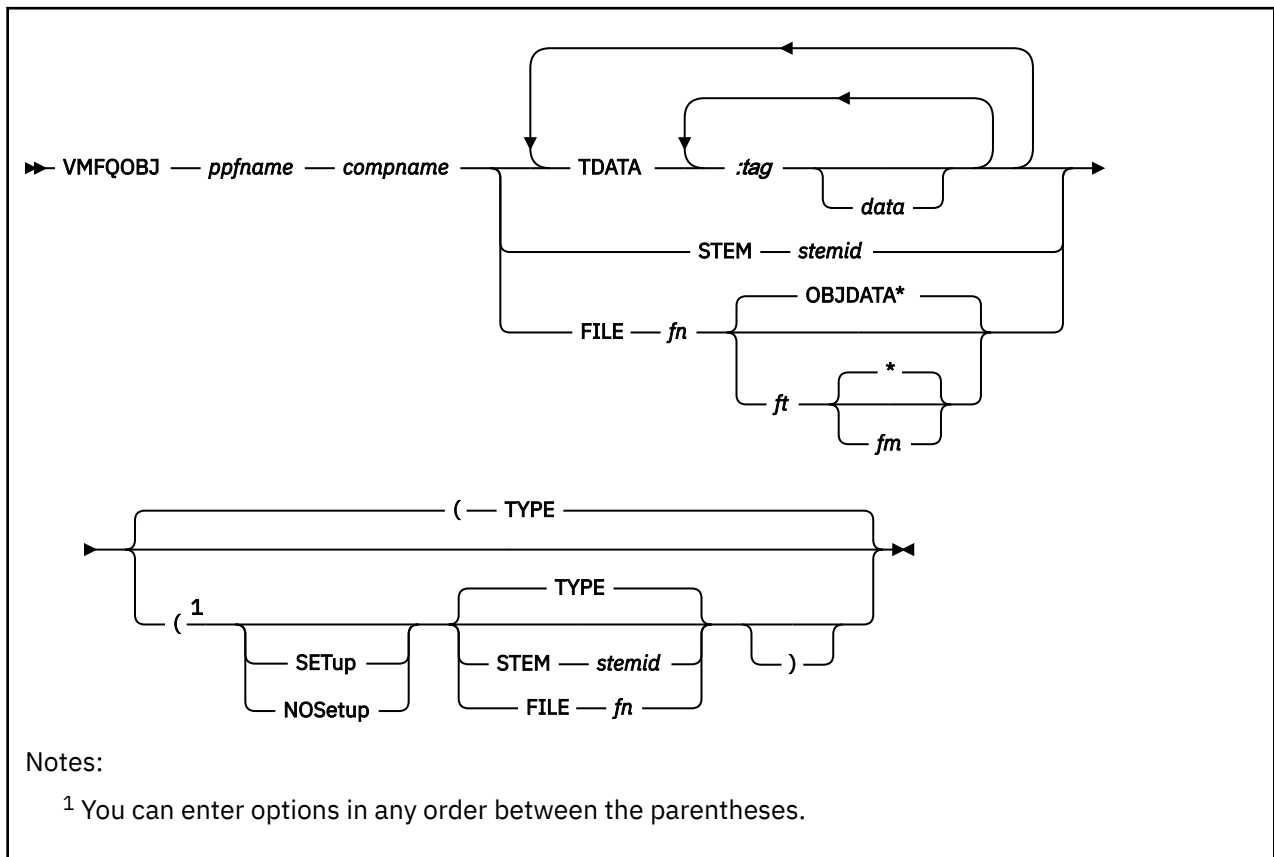 VMFQOBJ ppfname compname TDATA :tag
data
STEM stemid
OBJDATA*
FILE fn
*
ft
fm
( TYPE
TYPE
( 1
SETup STEM stemid )
NOSetup FILE fn
Notes:
1 You can enter options in any order between the parentheses.